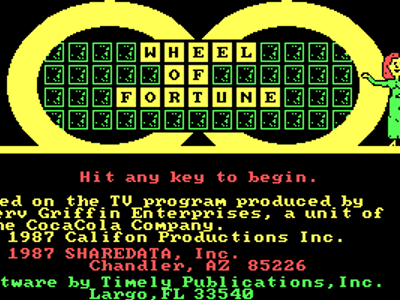 WHEEL
OF
FORTUNE
Hit any key to begin.
ed on the TV program produced by
erv Griffin Enterprises, a unit of
he CocaCola Company.
1987 Califon Productions Inc.
1987 SHAREDATA, Inc.
Chandler, AZ 85226
tware by Timely Publications,Inc.
Largo,FL 33540